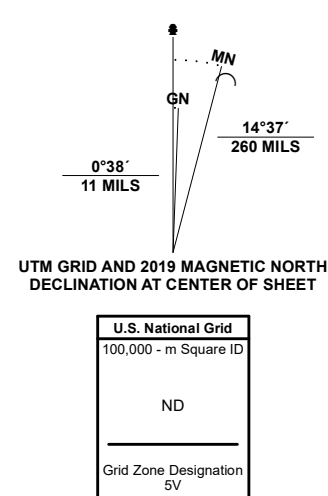 MN
GN
14°37´
260 MILS
0°38´
11 MILS
UTM GRID AND 2019 MAGNETIC NORTH
DECLINATION AT CENTER OF SHEET
U.S. National Grid
100,000 - m Square ID
ND
Grid Zone Designation
5V